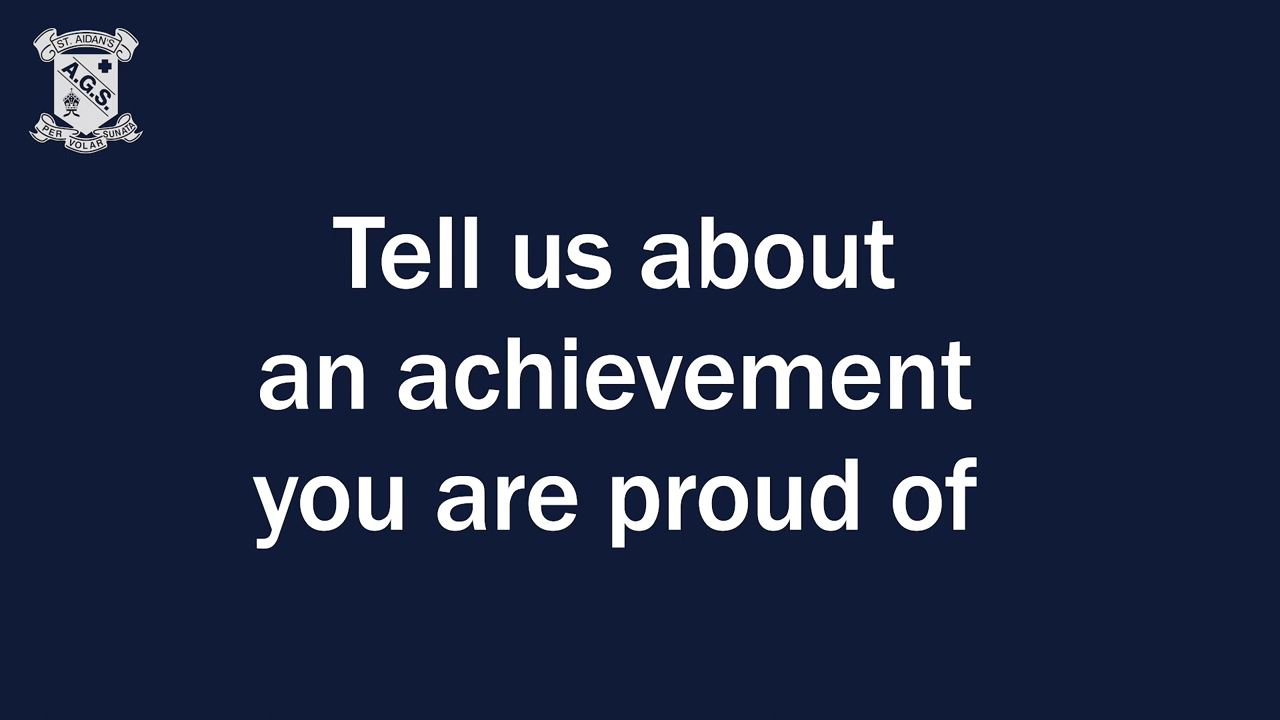 ST. AIDAN'S
A.G.S.
PER VOLAR SUNATA
Tell us about
an achievement
you are proud of